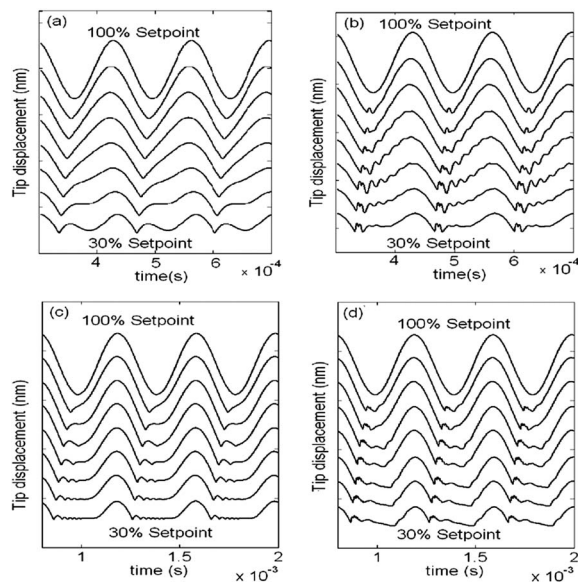 (a)
100% Setpoint
Tip displacement (nm)
30% Setpoint
4 5 6 7
time(s)
× 10⁻⁴
(b)
100% Setpoint
Tip displacement (nm)
30% Setpoint
4 5 6 7
time(s)
× 10⁻⁴
(c)
100% Setpoint
Tip displacement (nm)
30% Setpoint
1 1.5 2
time (s)
× 10⁻³
(d)
100% Setpoint
Tip displacement (nm)
30% Setpoint
1 1.5 2
time (s)
× 10⁻³